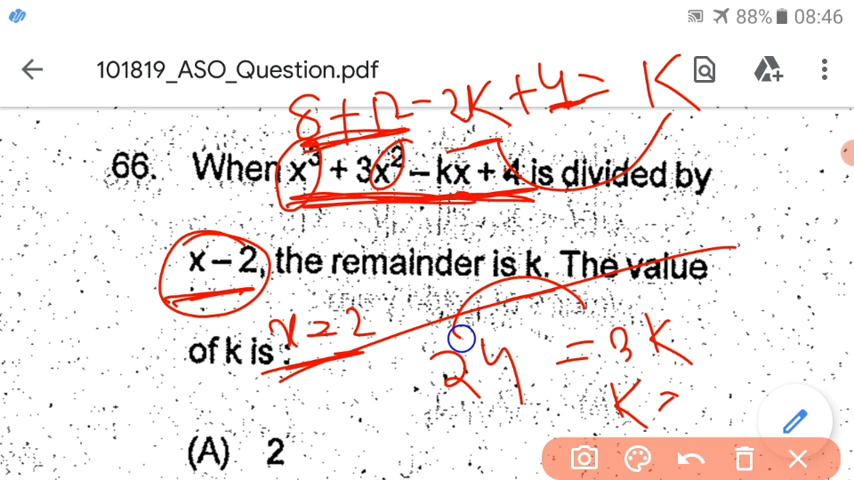 88% 08:46
101819_ASO_Question.pdf
8 + 12 - 2K + 4 = K
66. When x³ + 3x² – kx + 4 is divided by
x – 2, the remainder is k. The value
of k is :
x = 2
24 = 3K
K =
(A) 2